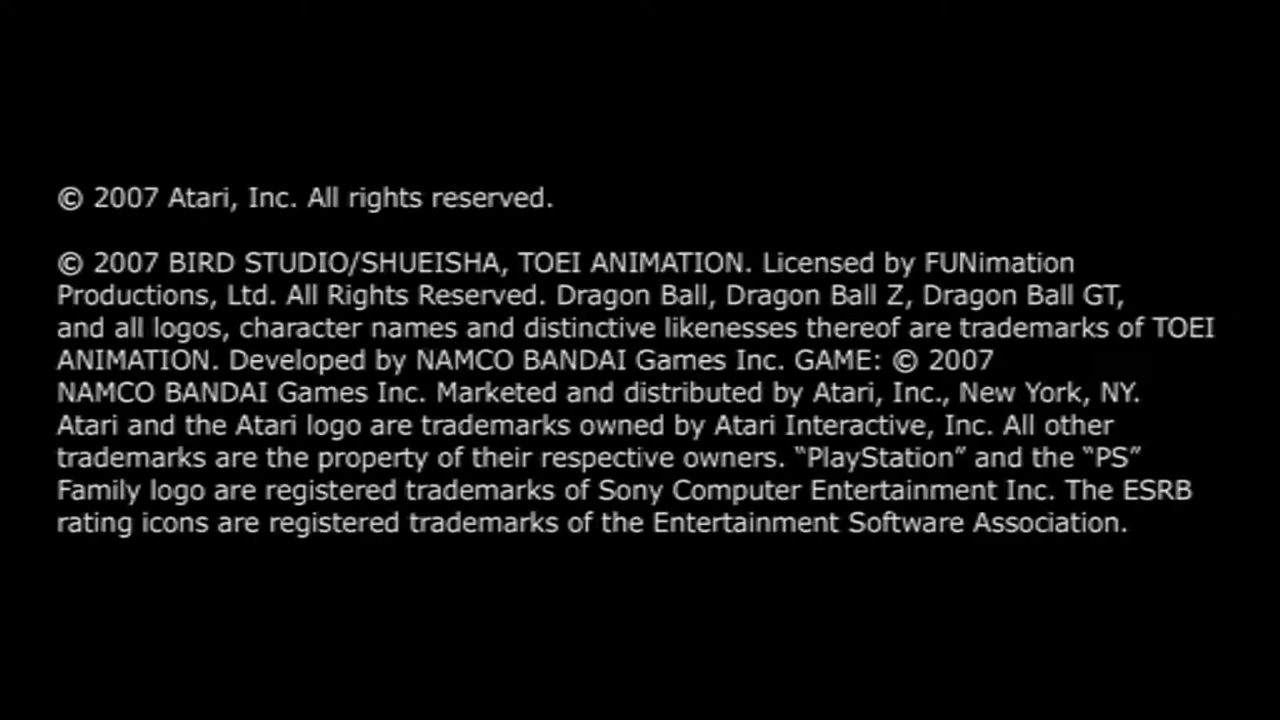 © 2007 Atari, Inc. All rights reserved.
© 2007 BIRD STUDIO/SHUEISHA, TOEI ANIMATION. Licensed by FUNimation
Productions, Ltd. All Rights Reserved. Dragon Ball, Dragon Ball Z, Dragon Ball GT,
and all logos, character names and distinctive likenesses thereof are trademarks of TOEI
ANIMATION. Developed by NAMCO BANDAI Games Inc. GAME: © 2007
NAMCO BANDAI Games Inc. Marketed and distributed by Atari, Inc., New York, NY.
Atari and the Atari logo are trademarks owned by Atari Interactive, Inc. All other
trademarks are the property of their respective owners. “PlayStation” and the “PS”
Family logo are registered trademarks of Sony Computer Entertainment Inc. The ESRB
rating icons are registered trademarks of the Entertainment Software Association.